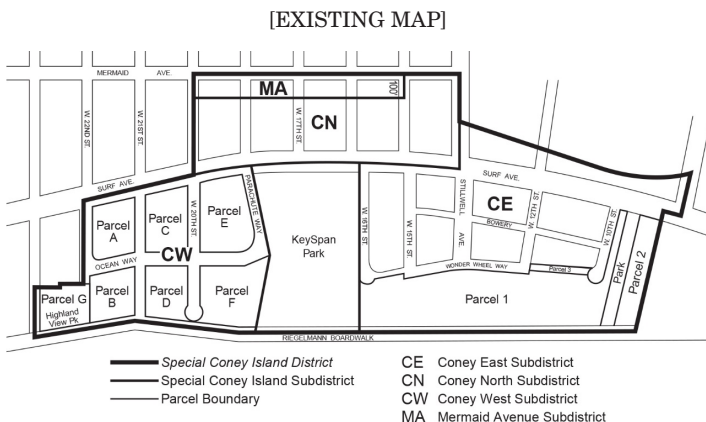 [EXISTING MAP]
MERMAID AVE.
MA
100'
W. 22ND ST.
W. 21ST ST.
W. 17TH ST.
CN
SURF AVE.
SURF AVE.
W. 20TH ST
PARACHUTE WAY
W. 16TH ST
W. 15TH ST.
STILLWELL AVE.
CE
BOWERY
W. 12TH ST.
W. 10TH ST.
Parcel A
Parcel C
Parcel E
KeySpan Park
CW
OCEAN WAY
WONDER WHEEL WAY
Parcel 3
Park
Parcel 2
Parcel G
Highland View Pk
Parcel B
Parcel D
Parcel F
Parcel 1
RIEGELMANN BOARDWALK
Special Coney Island District
Special Coney Island Subdistrict
Parcel Boundary
CE Coney East Subdistrict
CN Coney North Subdistrict
CW Coney West Subdistrict
MA Mermaid Avenue Subdistrict